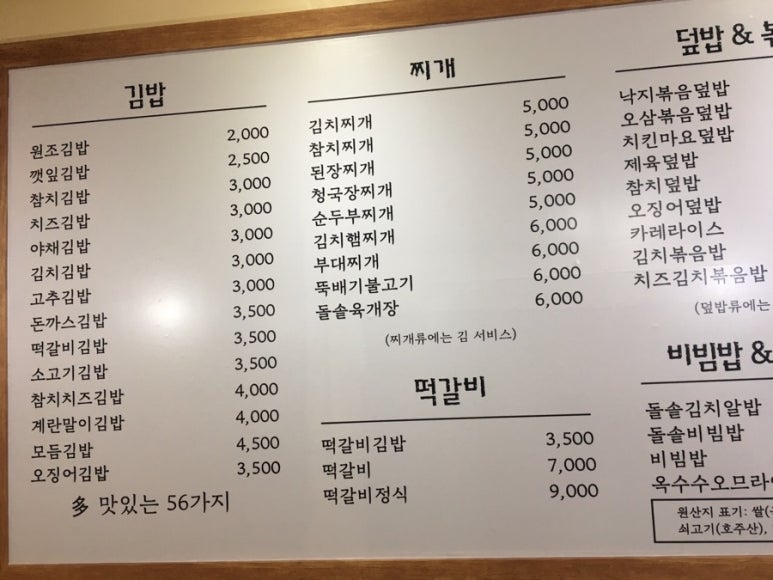 김밥
원조김밥 2,000
깻잎김밥 2,500
참치김밥 3,000
치즈김밥 3,000
야채김밥 3,000
김치김밥 3,000
고추김밥 3,000
돈까스김밥 3,500
떡갈비김밥 3,500
소고기김밥 3,500
참치치즈김밥 4,000
계란말이김밥 4,000
모듬김밥 4,500
오징어김밥 3,500
多 맛있는 56가지
찌개
김치찌개 5,000
참치찌개 5,000
된장찌개 5,000
청국장찌개 5,000
순두부찌개 5,000
김치햄찌개 6,000
부대찌개 6,000
뚝배기불고기 6,000
돌솥육개장 6,000
(찌개류에는 김 서비스)
떡갈비
떡갈비김밥 3,500
떡갈비 7,000
떡갈비정식 9,000
덮밥 &
낙지볶음덮밥
오삼볶음덮밥
치킨마요덮밥
제육덮밥
참치덮밥
오징어덮밥
카레라이스
김치볶음밥
치즈김치볶음밥
(덮밥류에는
비빔밥 &
돌솥김치알밥
돌솥비빔밥
비빔밥
옥수수오므라이
원산지 표기: 쌀(
쇠고기(호주산),